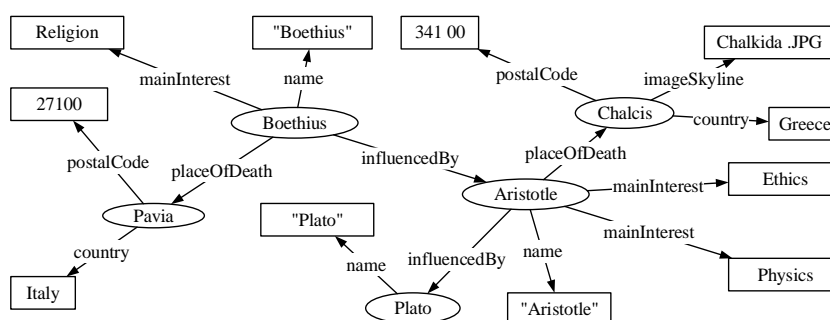 Religion
"Boethius"
341 00
Chalkida .JPG
mainInterest
name
postalCode
imageSkyline
27100
Boethius
Chalcis
country
Greece
postalCode
placeOfDeath
influencedBy
placeOfDeath
Pavia
Aristotle
mainInterest
Ethics
"Plato"
mainInterest
country
name
influencedBy
name
Physics
Italy
Plato
"Aristotle"